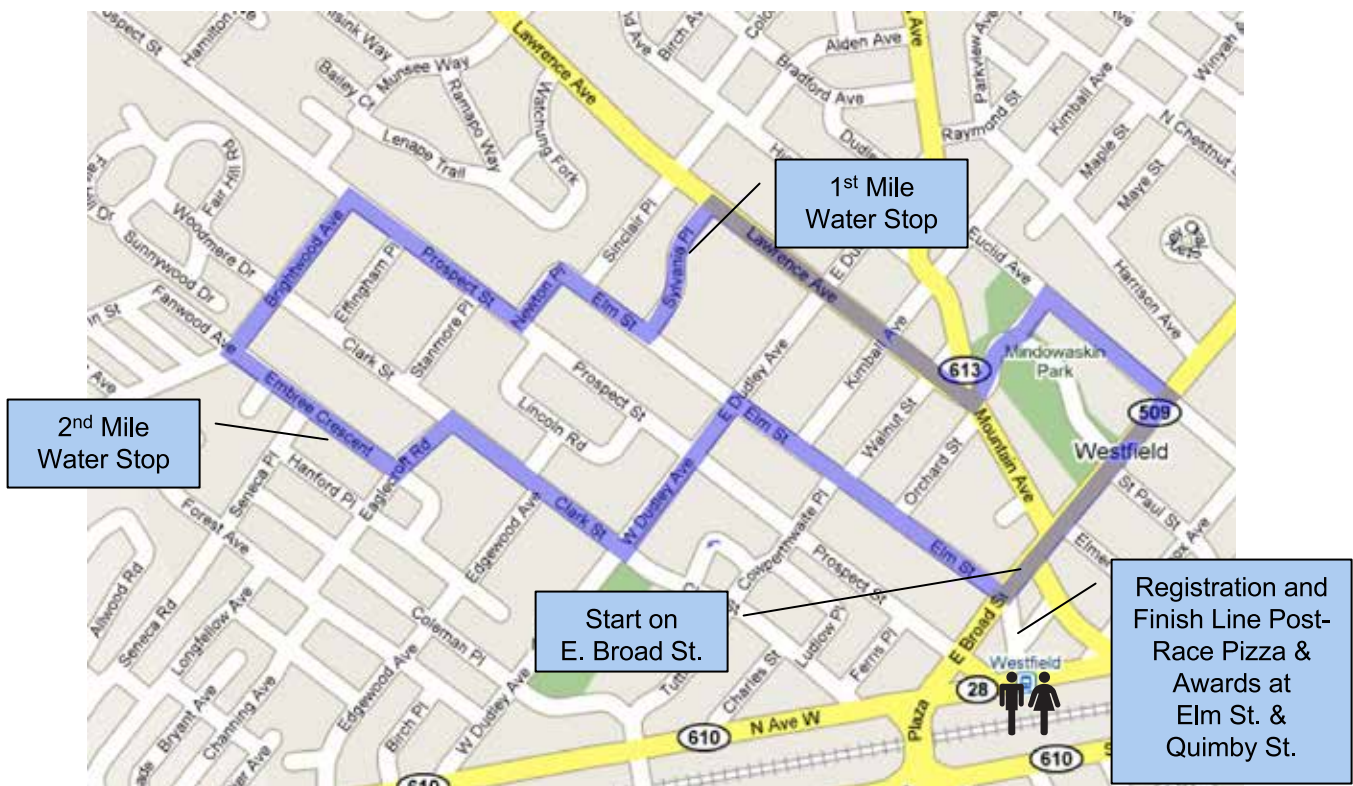 Prospect St
Hamilton Ave
Munsee Way
Bailey Ct
Ramapo Way
Watchung Fork
Lenape Trail
Lawrence Ave
Birch Ave
Alden Ave
Bradford Ave
Parkview Ave
Raymond St
Kimball Ave
Maple St
Maye St
N Chestnut St
Fair Hill Rd
Woodmere Dr
Sunnywood Dr
Fanwood Ave
Brightwood Ave
Effingham Pl
Stanmore Pl
Prospect St
Newton Pl
Sinclair Pl
Elm St
Sylvania Pl
1st Mile
Water Stop
Lawrence Ave
Euclid Ave
Harrison Ave
613
Mindowaskin
Park
509
Westfield
Mountain Ave
St Paul St
Clark St
Prospect St
Lincoln Rd
E Dudley Ave
Kimball Ave
Walnut St
Orchard St
Elm St
2nd Mile
Water Stop
Embree Crescent
Seneca Pl
Hanford Pl
Eaglecroft Rd
Forest Ave
Edgewood Ave
Clark St
W Dudley Ave
Cowperthwaite Pl
Prospect St
Elm St
Allwood Rd
Seneca Rd
Longfellow Ave
Coleman Pl
Bryant Ave
Channing Ave
Edgewood Ave
Birch Pl
W Dudley Ave
Charles St
Ludlow Pl
Ferris Pl
Start on
E. Broad St.
E Broad St
Westfield
28
Plaza
N Ave W
610
610
610
Registration and
Finish Line Post-
Race Pizza &
Awards at
Elm St. &
Quimby St.